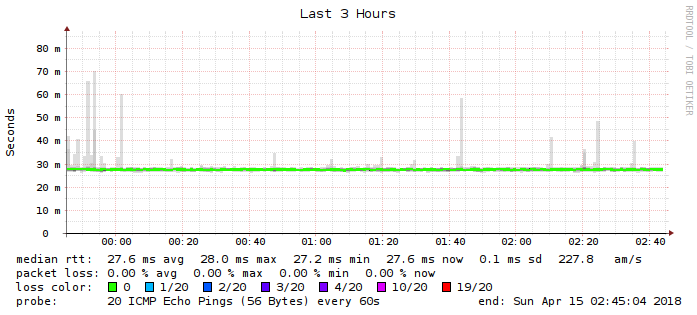 Last 3 Hours
RRDTOOL / TOBI OETIKER
Seconds
80 m
70 m
60 m
50 m
40 m
30 m
20 m
10 m
0
00:00 00:20 00:40 01:00 01:20 01:40 02:00 02:20 02:40
median rtt: 27.6 ms avg 28.0 ms max 27.2 ms min 27.6 ms now 0.1 ms sd 227.8 am/s
packet loss: 0.00 % avg 0.00 % max 0.00 % min 0.00 % now
loss color: 0 1/20 2/20 3/20 4/20 10/20 19/20
probe: 20 ICMP Echo Pings (56 Bytes) every 60s end: Sun Apr 15 02:45:04 2018